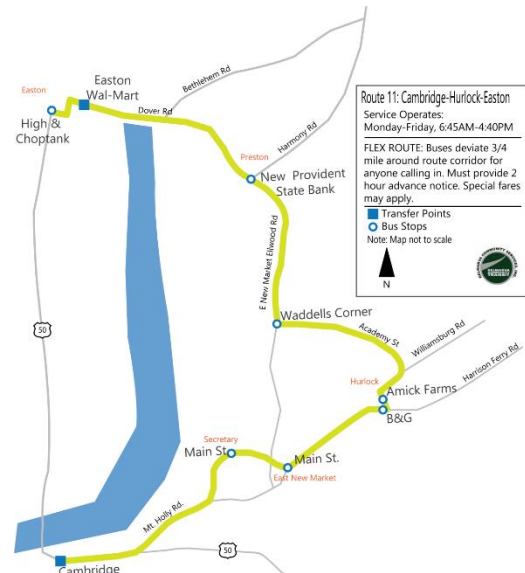 Easton
Easton
Wal-Mart
High &
Choptank
Dover Rd
Bethlehem Rd
Harmony Rd
Preston
New Provident
State Bank
E New Market Ellwood Rd
Waddells Corner
Academy St
Williamsburg Rd
Harrison Ferry Rd
Hurlock
Amick Farms
B&G
Secretary
Main St.
Main St.
East New Market
Mt. Holly Rd.
50
50
Cambridge
Route 11: Cambridge-Hurlock-Easton
Service Operates:
Monday-Friday, 6:45AM-4:40PM
FLEX ROUTE: Buses deviate 3/4
mile around route corridor for
anyone calling in. Must provide 2
hour advance notice. Special fares
may apply.
Transfer Points
Bus Stops
Note: Map not to scale
N